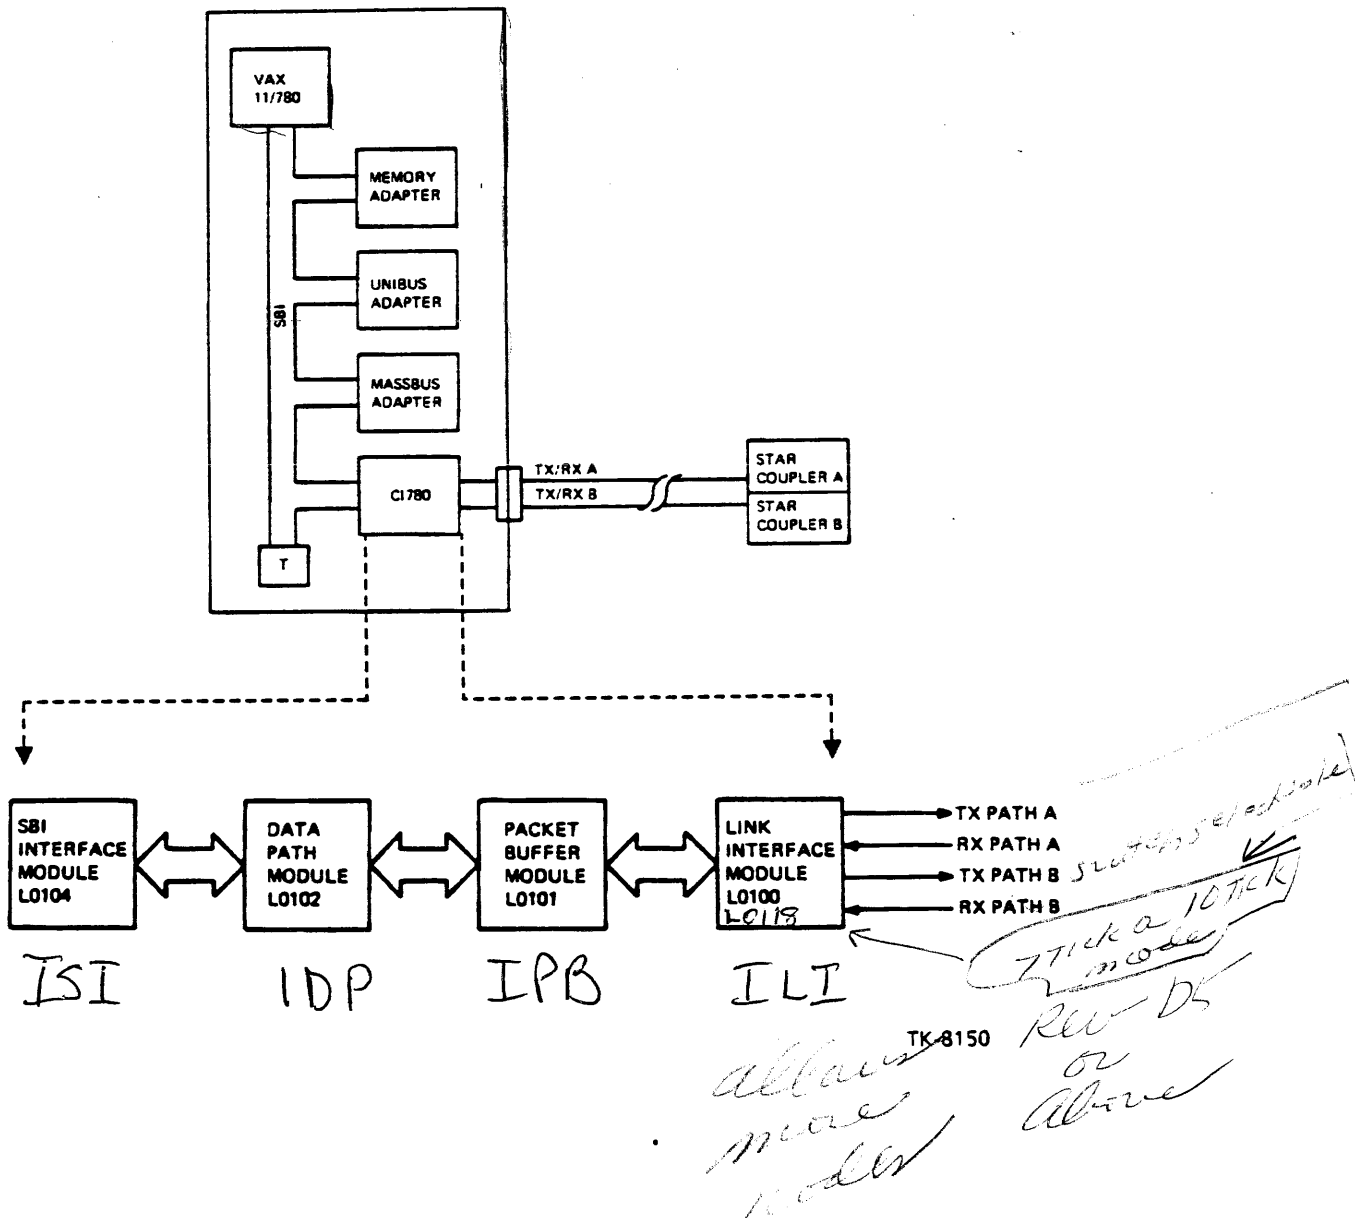 VAX
11/780
MEMORY
ADAPTER
UNIBUS
ADAPTER
SBI
MASSBUS
ADAPTER
CI780
TX/RX A
TX/RX B
STAR
COUPLER A
STAR
COUPLER B
T
SBI
INTERFACE
MODULE
L0104
DATA
PATH
MODULE
L0102
PACKET
BUFFER
MODULE
L0101
LINK
INTERFACE
MODULE
L0100
L0118
TX PATH A
RX PATH A
TX PATH B
RX PATH B
switch selectable
7 Tick or 10 Tick
mode
ISI
IDP
IPB
ILI
TK-8150
Rev D5
or
Above
allows
more
nodes